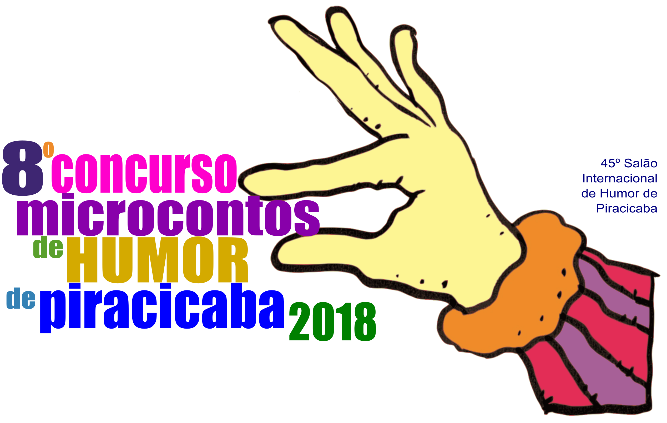 8º concurso
microcontos
de HUMOR
de piracicaba 2018
45º Salão
Internacional
de Humor de
Piracicaba